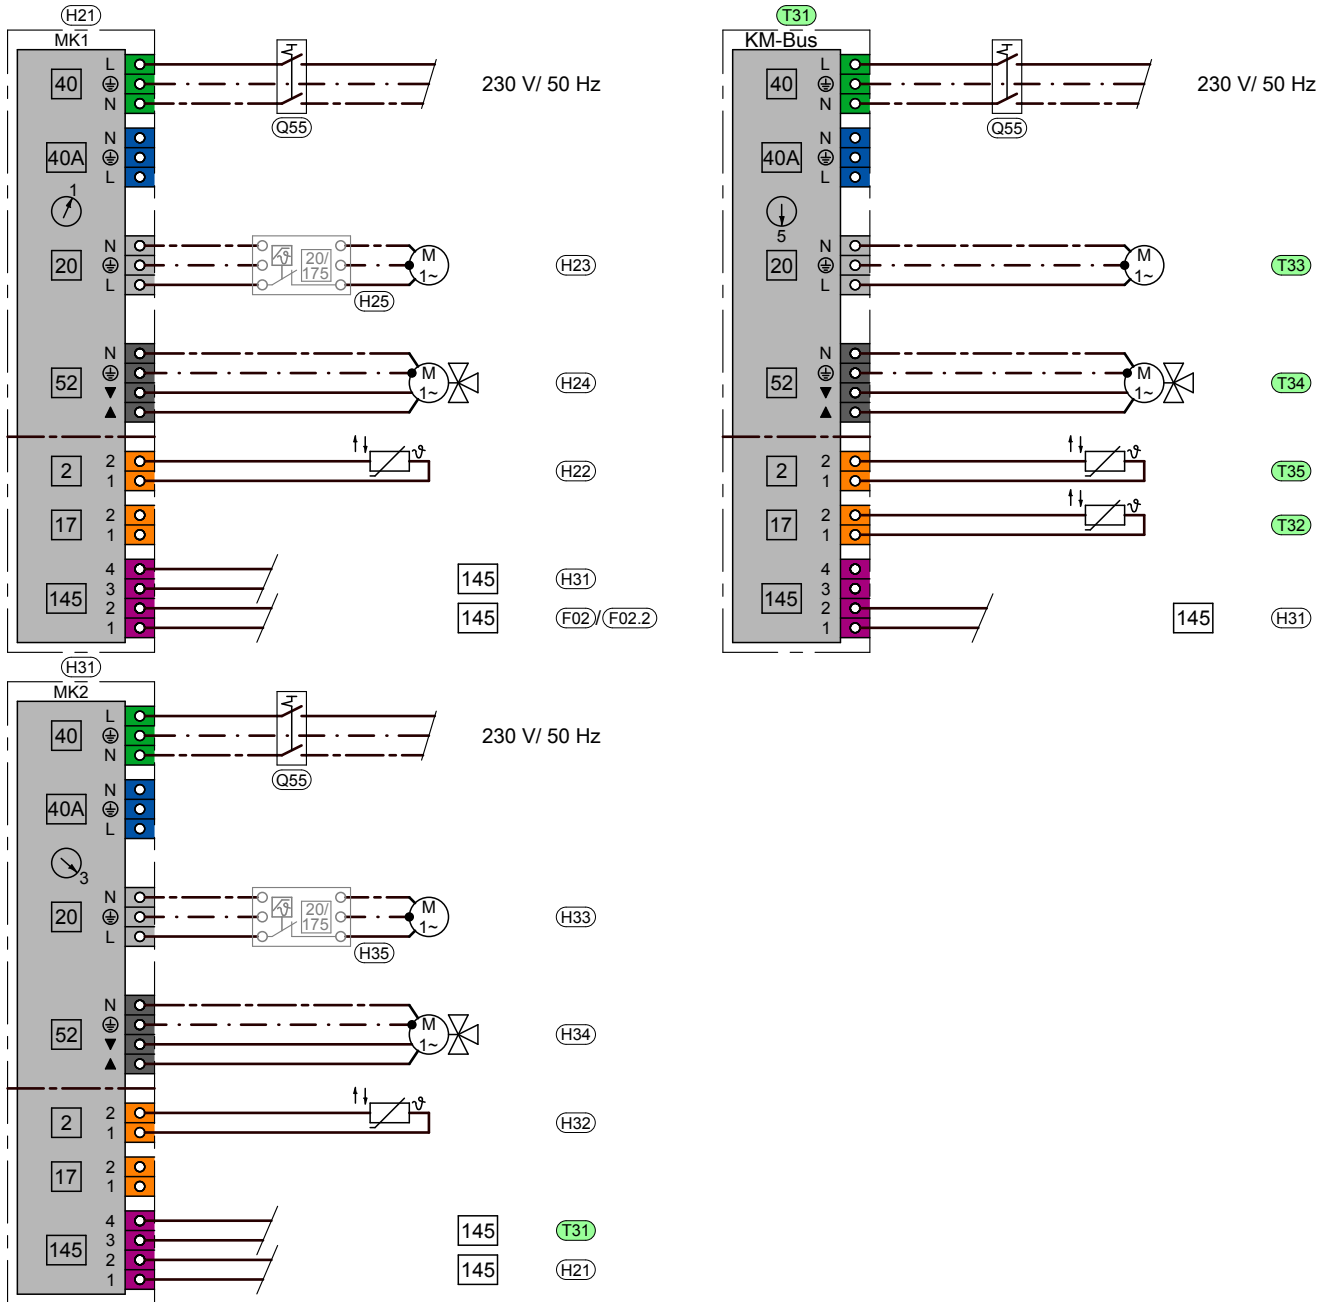 H21
MK1
L
40
N
230 V/ 50 Hz
Q55
N
40A
L
1
N
20
L
20/
175
M
1~
H23
H25
N
52
M
1~
H24
2
2
1
ϑ
H22
17
2
1
145
4
3
2
1
145
H31
145
F02/F02.2
T31
KM-Bus
L
40
N
230 V/ 50 Hz
Q55
N
40A
L
5
N
20
L
M
1~
T33
N
52
M
1~
T34
2
2
1
ϑ
T35
17
2
1
ϑ
T32
145
4
3
2
1
145
H31
H31
MK2
L
40
N
230 V/ 50 Hz
Q55
N
40A
L
3
N
20
L
20/
175
M
1~
H33
H35
N
52
M
1~
H34
2
2
1
ϑ
H32
17
2
1
145
4
3
2
1
145
T31
145
H21